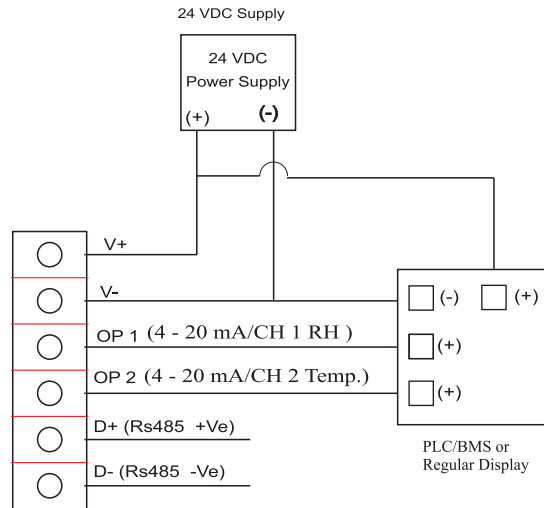 24 VDC Supply
24 VDC
Power Supply
(+) (-)
V+
V-
(-) (+)
OP 1 (4 - 20 mA/CH 1 RH )
(+)
OP 2 (4 - 20 mA/CH 2 Temp.)
(+)
D+ (Rs485 +Ve)
D- (Rs485 -Ve)
PLC/BMS or
Regular Display